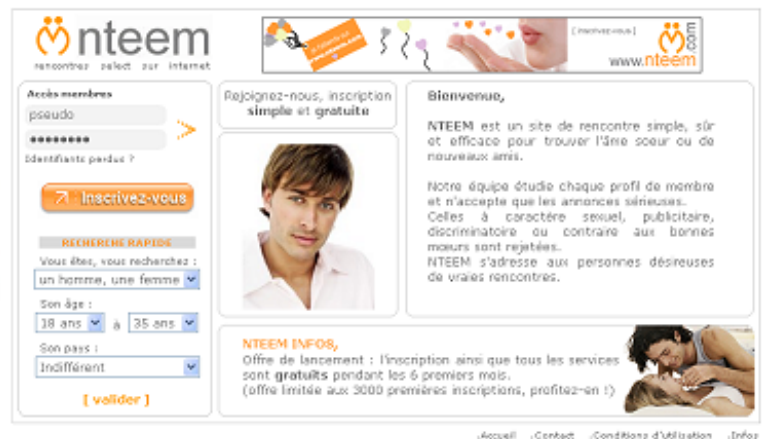 nteem
rencontres select sur internet
[ INSCRIVEZ-VOUS ]
www.nteem.com
Accès membres
pseudo
••••••••
Identifiants perdus ?
Inscrivez-vous
RECHERCHE RAPIDE
Vous êtes, vous recherchez :
un homme, une femme
Son âge :
18 ans à 35 ans
Son pays :
Indifférent
[ valider ]
Rejoignez-nous, inscription
simple et gratuite
Bienvenue,
NTEEM est un site de rencontre simple, sûr
et efficace pour trouver l'âme soeur ou de
nouveaux amis.
Notre équipe étudie chaque profil de membre
et n'accepte que les annonces sérieuses.
Celles à caractère sexuel, publicitaire,
discriminatoire ou contraire aux bonnes
mœurs sont rejetées.
NTEEM s'adresse aux personnes désireuses
de vraies rencontres.
NTEEM INFOS,
Offre de lancement : l'inscription ainsi que tous les services
sont gratuits pendant les 6 premiers mois.
(offre limitée aux 3000 premières inscriptions, profitez-en !)
.Accueil .Contact .Conditions d'utilisation .Infos